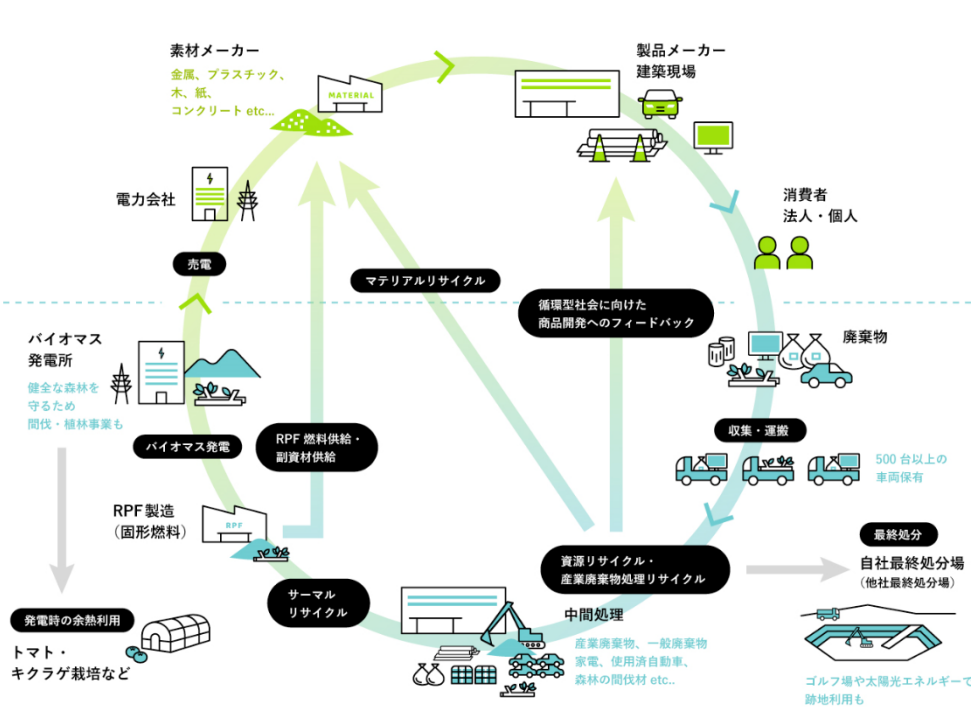 素材メーカー
金属、プラスチック、
木、紙、
コンクリート etc...
MATERIAL
製品メーカー
建築現場
消費者
法人・個人
電力会社
売電
マテリアルリサイクル
循環型社会に向けた
商品開発へのフィードバック
バイオマス
発電所
健全な森林を
守るため
間伐・植林事業も
廃棄物
収集・運搬
500 台以上の
車両保有
バイオマス発電
RPF 燃料供給・
副資材供給
RPF 製造
（固形燃料）
RPF
サーマル
リサイクル
資源リサイクル・
産業廃棄物処理リサイクル
中間処理
産業廃棄物、一般廃棄物
家電、使用済自動車、
森林の間伐材 etc..
最終処分
自社最終処分場
（他社最終処分場）
ゴルフ場や太陽光エネルギーで
跡地利用も
発電時の余熱利用
トマト・
キクラゲ栽培など